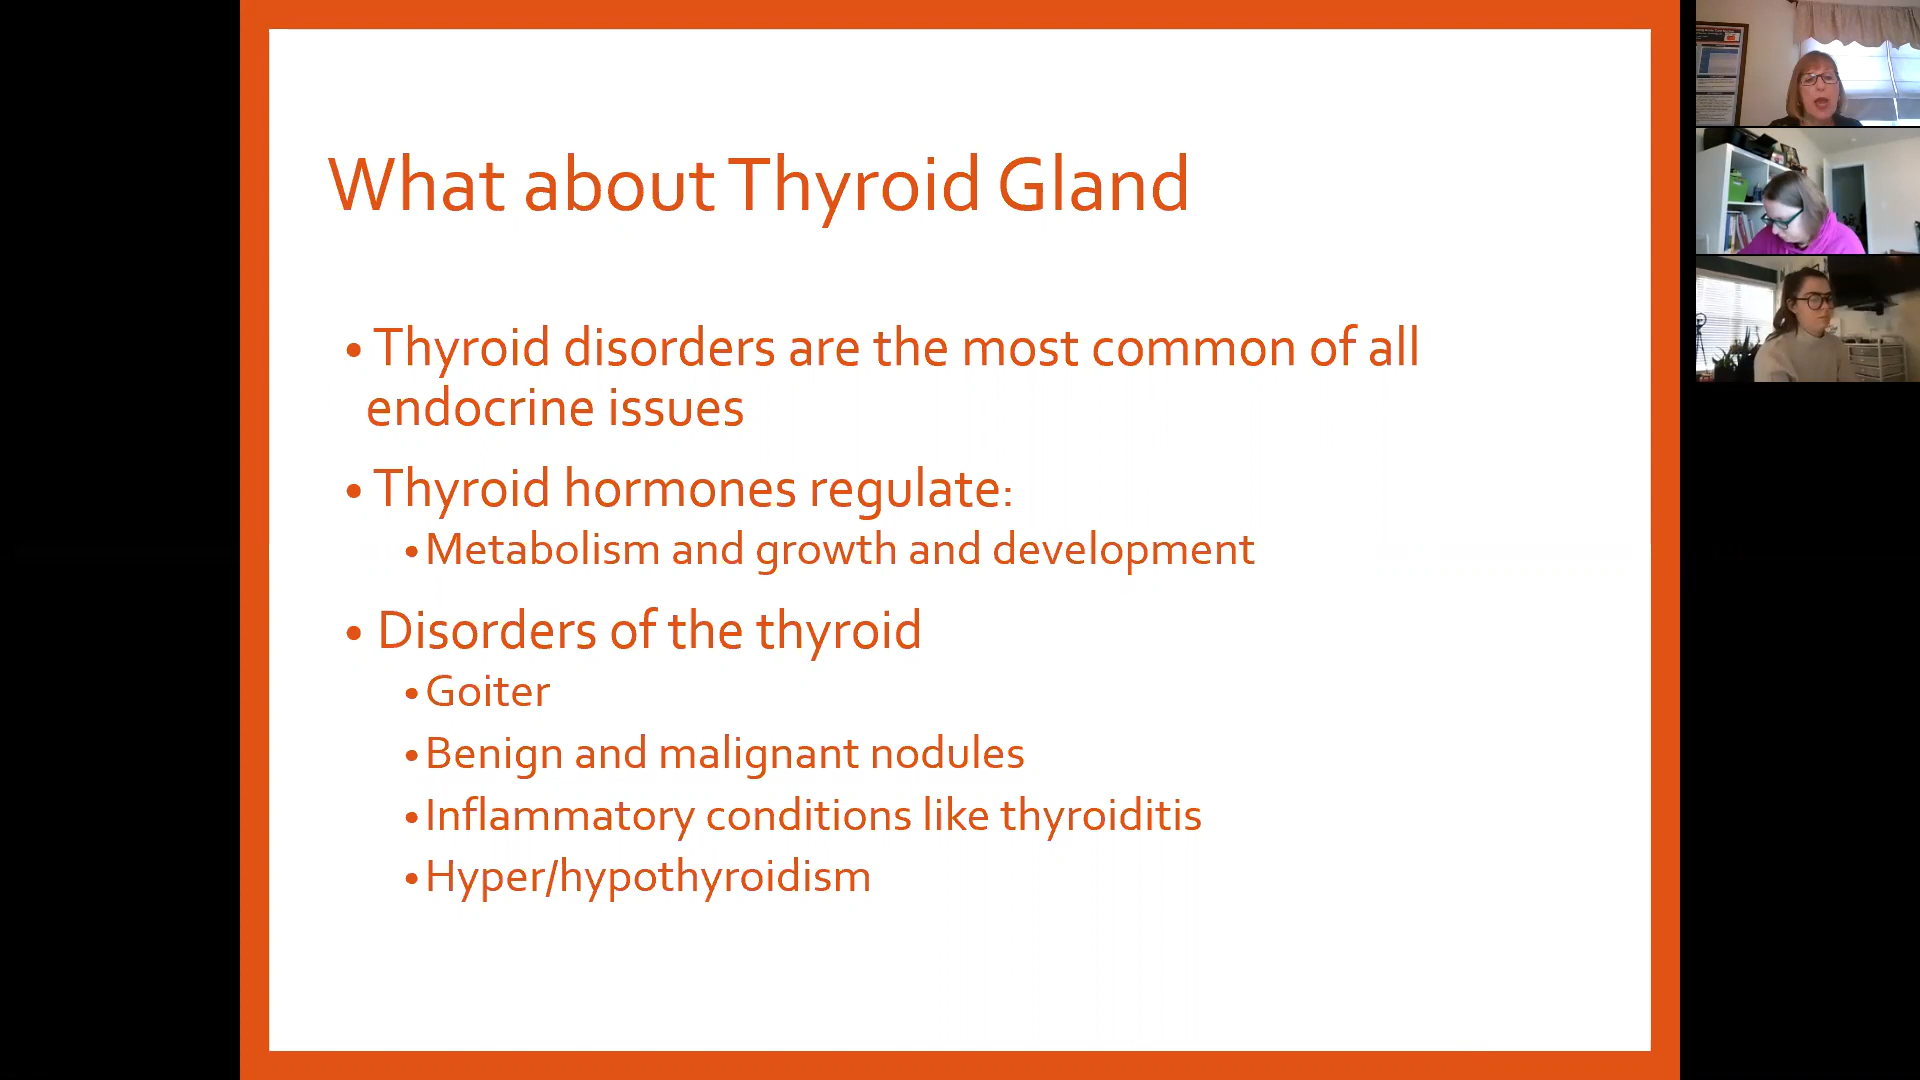 What about Thyroid Gland
• Thyroid disorders are the most common of all
endocrine issues
• Thyroid hormones regulate:
• Metabolism and growth and development
• Disorders of the thyroid
• Goiter
• Benign and malignant nodules
• Inflammatory conditions like thyroiditis
• Hyper/hypothyroidism